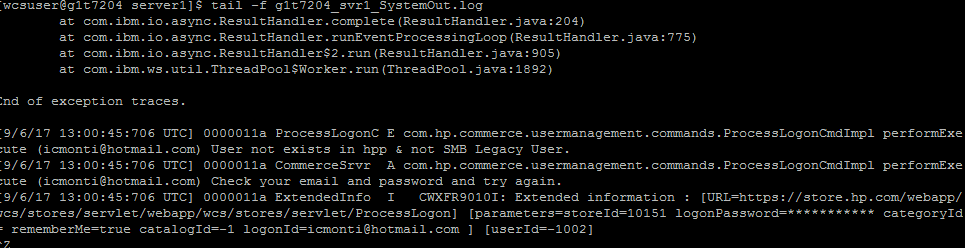 [wcsuser@g1t7204 server1]$ tail -f g1t7204_svr1_SystemOut.log
at com.ibm.io.async.ResultHandler.complete(ResultHandler.java:204)
at com.ibm.io.async.ResultHandler.runEventProcessingLoop(ResultHandler.java:775)
at com.ibm.io.async.ResultHandler$2.run(ResultHandler.java:905)
at com.ibm.ws.util.ThreadPool$Worker.run(ThreadPool.java:1892)
End of exception traces.
[9/6/17 13:00:45:706 UTC] 0000011a ProcessLogonC E com.hp.commerce.usermanagement.commands.ProcessLogonCmdImpl performExe
cute (icmonti@hotmail.com) User not exists in hpp & not SMB Legacy User.
[9/6/17 13:00:45:706 UTC] 0000011a CommerceSrvr  A com.hp.commerce.usermanagement.commands.ProcessLogonCmdImpl performExe
cute (icmonti@hotmail.com) Check your email and password and try again.
[9/6/17 13:00:45:706 UTC] 0000011a ExtendedInfo  I   CWXFR9010I: Extended information : [URL=https://store.hp.com/webapp/
wcs/stores/servlet/webapp/wcs/stores/servlet/ProcessLogon] [parameters=storeId=10151 logonPassword=*********** categoryId
= rememberMe=true catalogId=-1 logonId=icmonti@hotmail.com ] [userId=-1002]
^Z